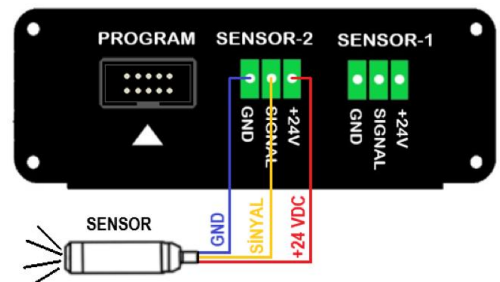 PROGRAM SENSOR-2 SENSOR-1
GND SIGNAL +24V
GND SIGNAL +24V
SENSOR
GND
SİNYAL
+24 VDC